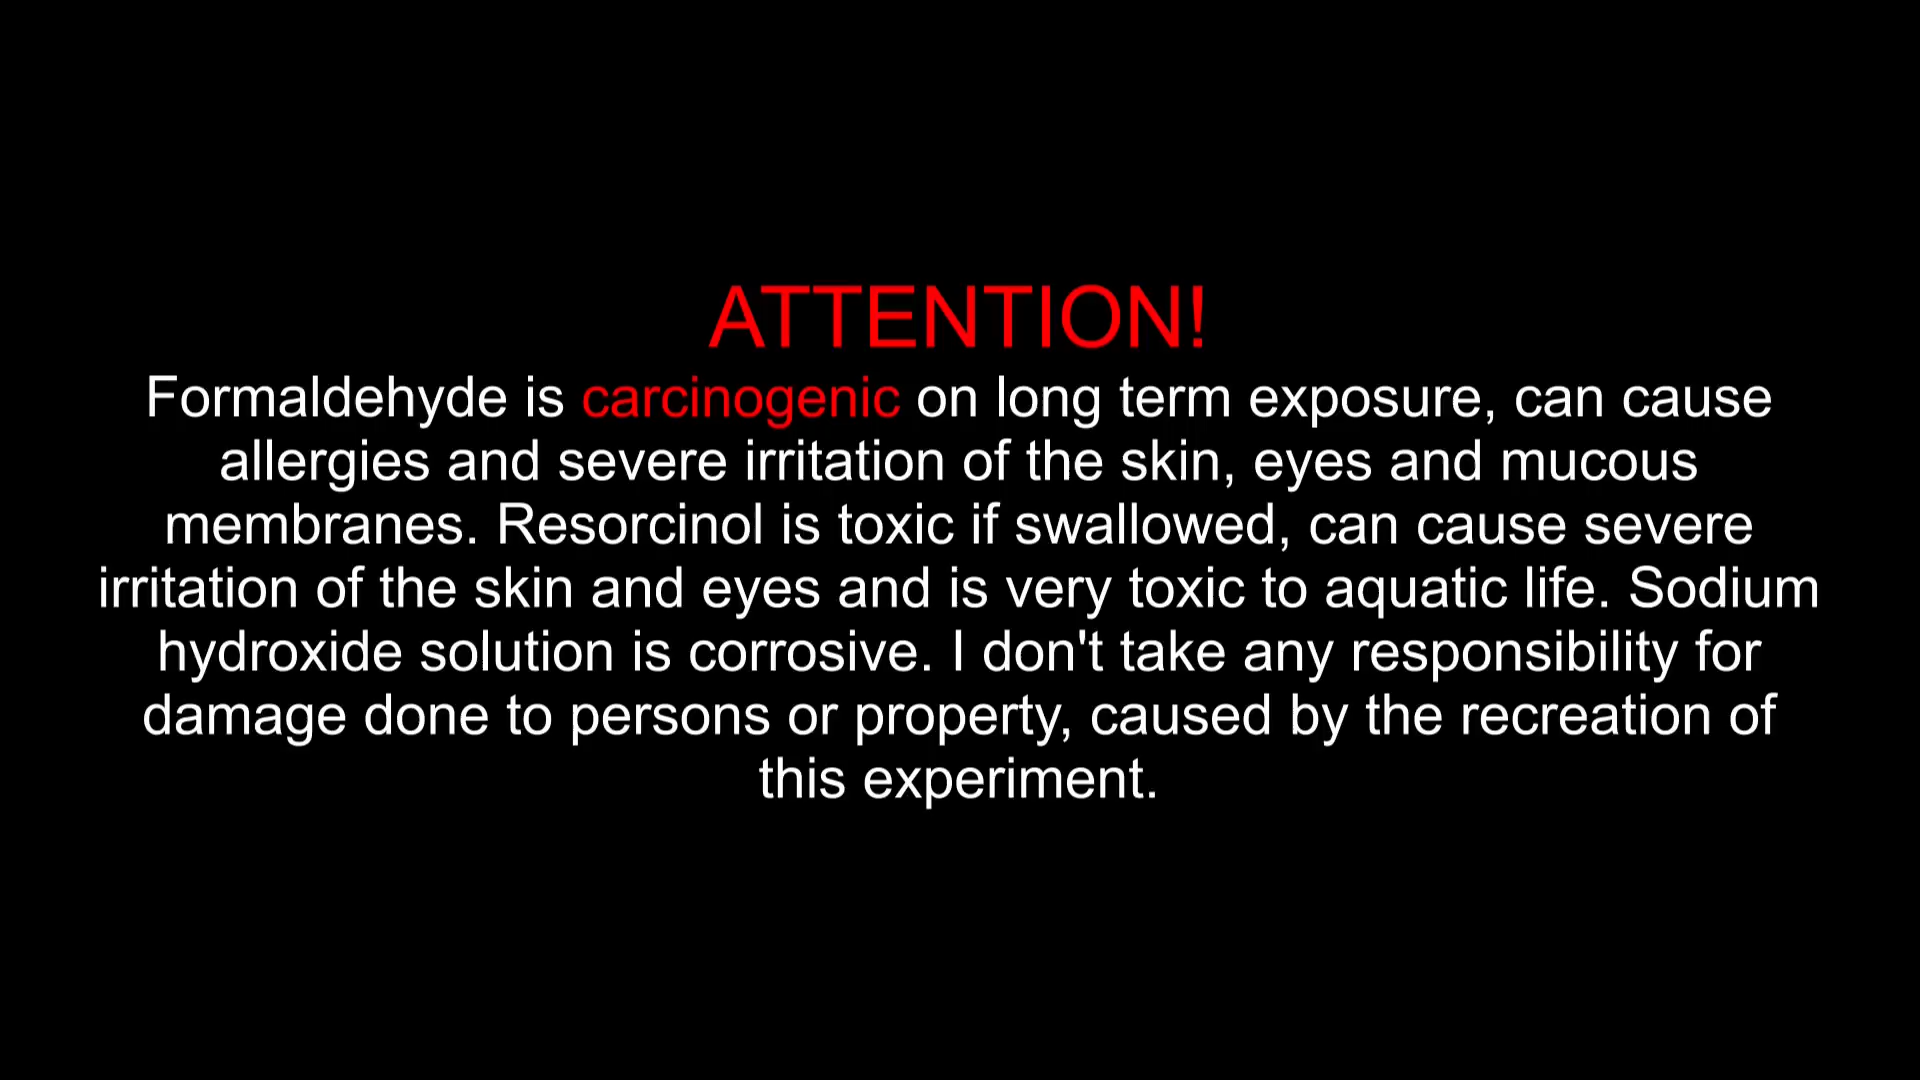 ATTENTION!
Formaldehyde is carcinogenic on long term exposure, can cause
allergies and severe irritation of the skin, eyes and mucous
membranes. Resorcinol is toxic if swallowed, can cause severe
irritation of the skin and eyes and is very toxic to aquatic life. Sodium
hydroxide solution is corrosive. I don't take any responsibility for
damage done to persons or property, caused by the recreation of
this experiment.